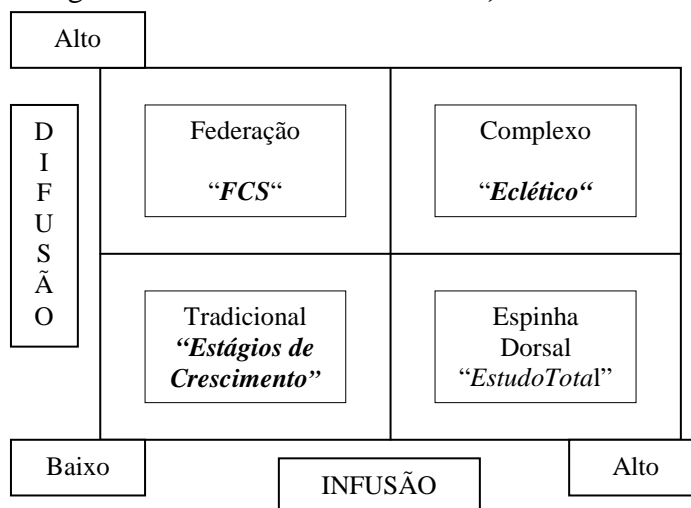 Alto
D
I
F
U
S
Ã
O
Federação
“FCS“
Complexo
“Eclético“
Tradicional
“Estágios de
Crescimento”
Espinha
Dorsal
“EstudoTotal”
Baixo
INFUSÃO
Alto